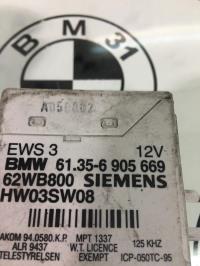 BMW
31
EWS 3 12V
BMW 61.35-6 905 669
62WB800 SIEMENS
HW03SW08
AKOM 94.0580.K.P. MPT 1337 125 KHZ
ALR 9437 W.T. LICENCE
TELESTYRELSEN EXEMPT ICP-050TC-95